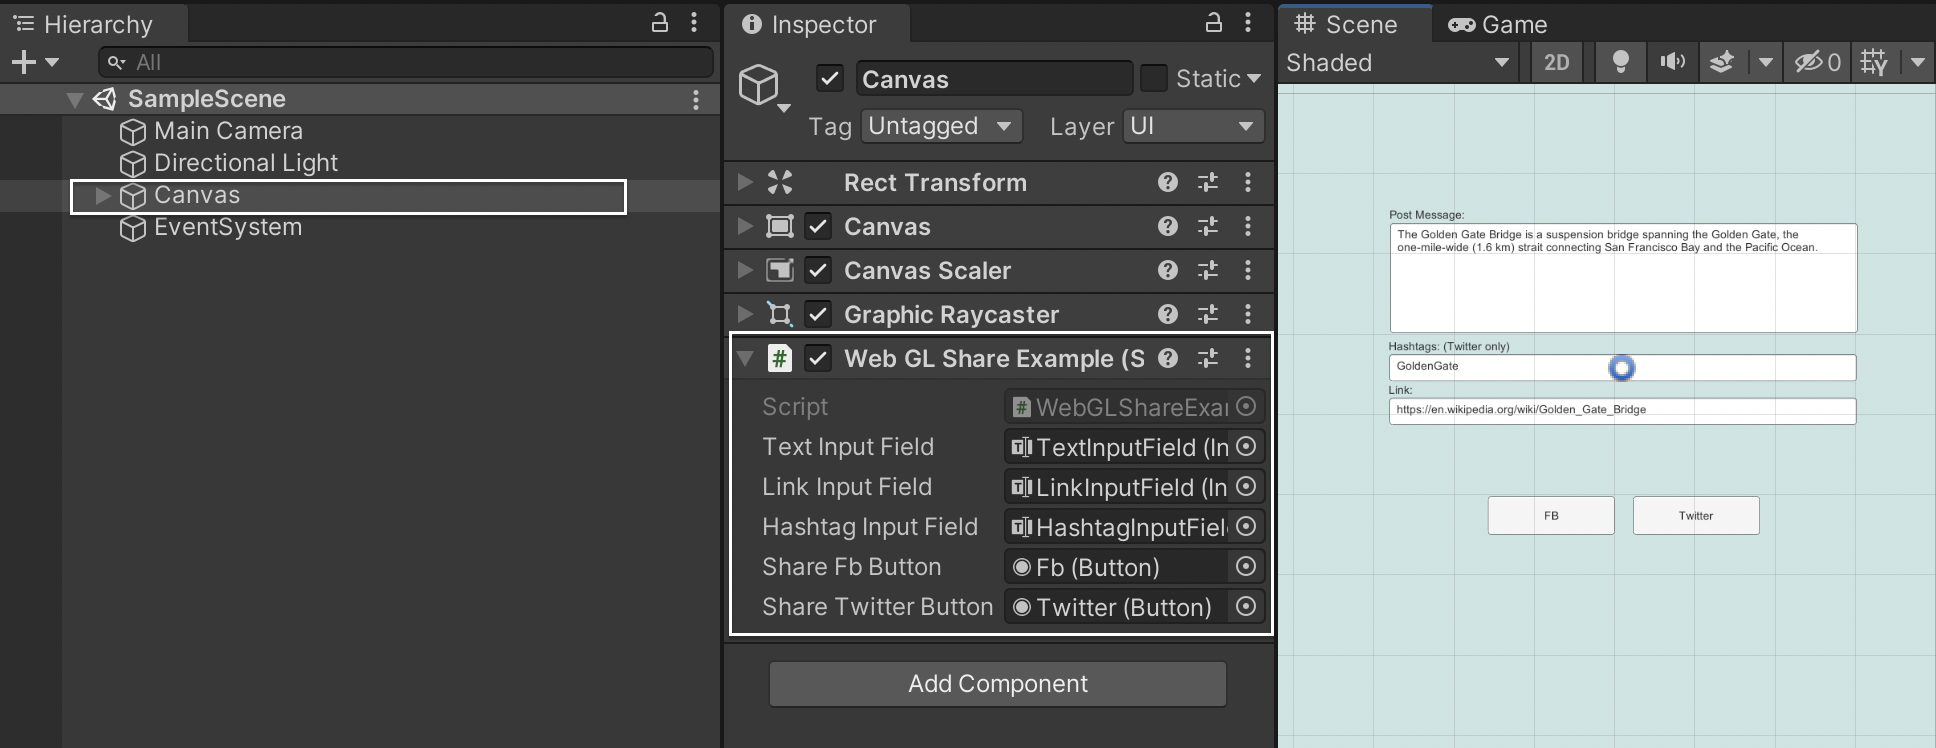 Hierarchy
All
SampleScene
Main Camera
Directional Light
Canvas
EventSystem
Inspector
Canvas
Static
Tag Untagged Layer UI
Rect Transform
Canvas
Canvas Scaler
Graphic Raycaster
# Web GL Share Example (S
Script # WebGLShareExa
Text Input Field TextInputField (In
Link Input Field LinkInputField (In
Hashtag Input Field HashtagInputFiel
Share Fb Button Fb (Button)
Share Twitter Button Twitter (Button)
Add Component
Scene Game
Shaded 2D 0
Post Message:
The Golden Gate Bridge is a suspension bridge spanning the Golden Gate, the
one-mile-wide (1.6 km) strait connecting San Francisco Bay and the Pacific Ocean.
Hashtags: (Twitter only)
GoldenGate
Link:
https://en.wikipedia.org/wiki/Golden_Gate_Bridge
FB Twitter